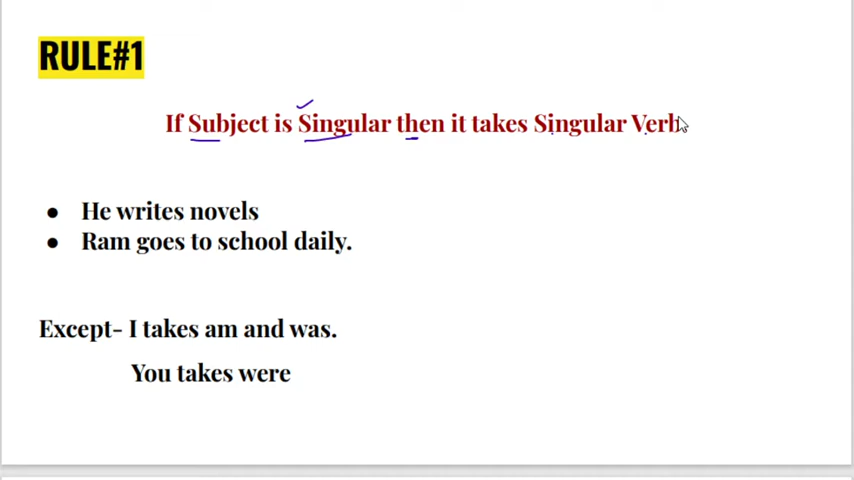 RULE#1
If Subject is Singular then it takes Singular Verb
● He writes novels
● Ram goes to school daily.
Except- I takes am and was.
You takes were